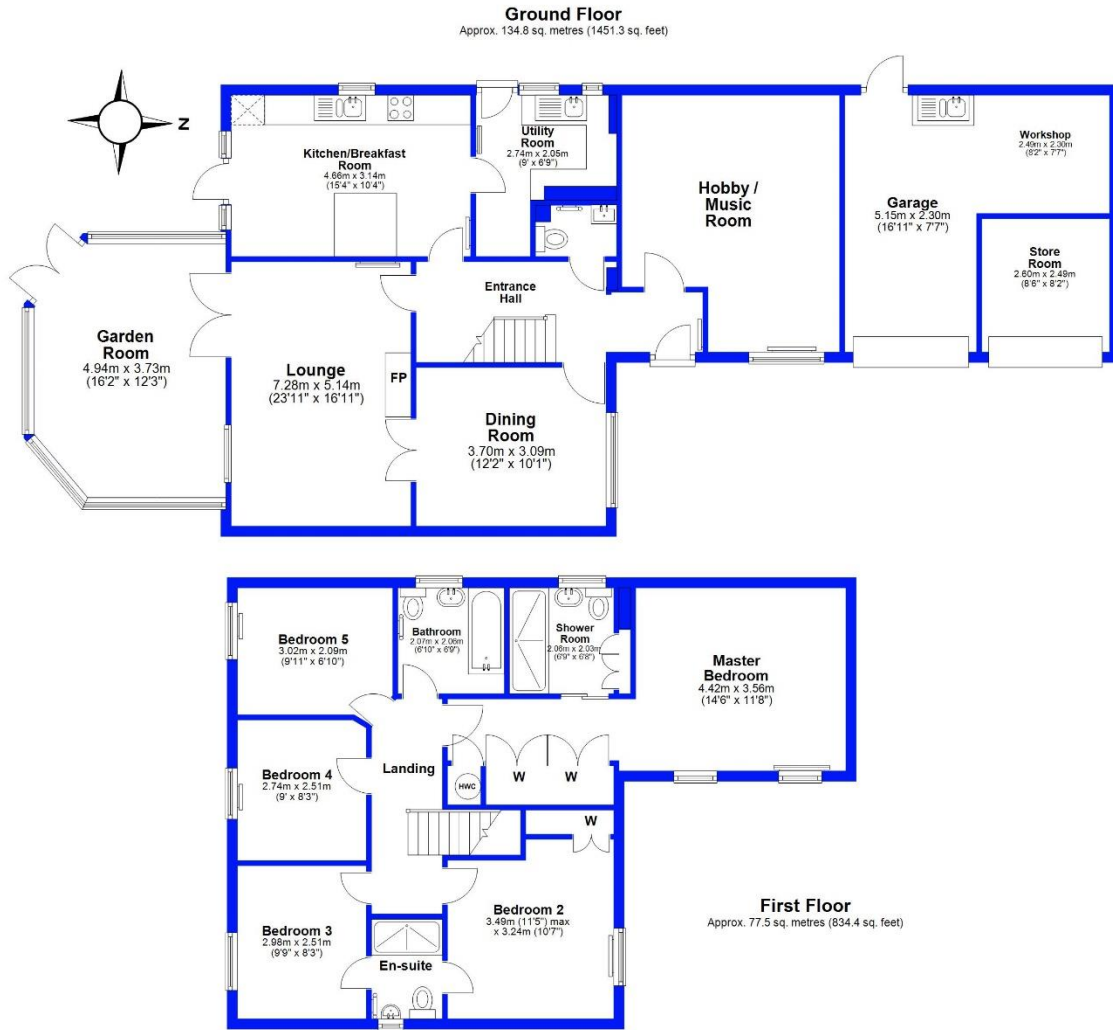 Ground Floor
Approx. 134.8 sq. metres (1451.3 sq. feet)
N
Kitchen/Breakfast
Room
4.66m x 3.14m
(15'4" x 10'4")
Utility
Room
2.74m x 2.05m
(9' x 6'9")
Hobby /
Music
Room
Garage
5.15m x 2.30m
(16'11" x 7'7")
Workshop
2.49m x 2.30m
(8'2" x 7'7")
Store
Room
2.60m x 2.49m
(8'6" x 8'2")
Entrance
Hall
Garden
Room
4.94m x 3.73m
(16'2" x 12'3")
Lounge
7.28m x 5.14m
(23'11" x 16'11")
FP
Dining
Room
3.70m x 3.09m
(12'2" x 10'1")
Bedroom 5
3.02m x 2.09m
(9'11" x 6'10")
Bathroom
2.07m x 2.06m
(6'10" x 6'9")
Shower
Room
2.06m x 2.03m
(6'9" x 6'8")
Master
Bedroom
4.42m x 3.56m
(14'6" x 11'8")
Bedroom 4
2.74m x 2.51m
(9' x 8'3")
Landing
HWC
W
W
W
Bedroom 3
2.98m x 2.51m
(9'9" x 8'3")
En-suite
Bedroom 2
3.49m (11'5") max
x 3.24m (10'7")
First Floor
Approx. 77.5 sq. metres (834.4 sq. feet)